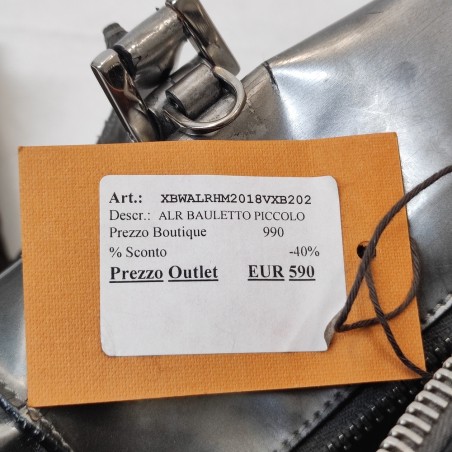 Art.: XBWALRHM2018VXB202
Descr.: ALR BAULETTO PICCOLO
Prezzo Boutique 990
% Sconto -40%
Prezzo Outlet EUR 590